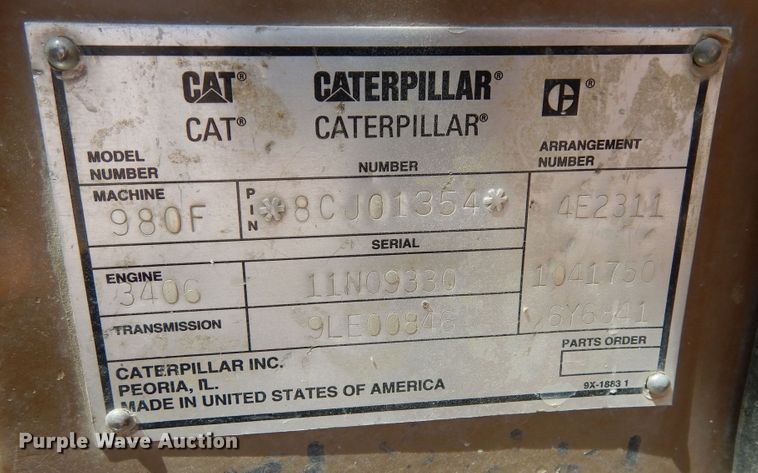 CAT® CATERPILLAR® ®
CAT® CATERPILLAR®
MODEL NUMBER NUMBER ARRANGEMENT NUMBER
MACHINE
980F PIN *8CJ01354* 4E2311
SERIAL
ENGINE
3406 11N09330 1041750
TRANSMISSION 9LE00848 6Y6841
PARTS ORDER
CATERPILLAR INC.
PEORIA, IL.
MADE IN UNITED STATES OF AMERICA 9X-1883 1
Purple Wave Auction